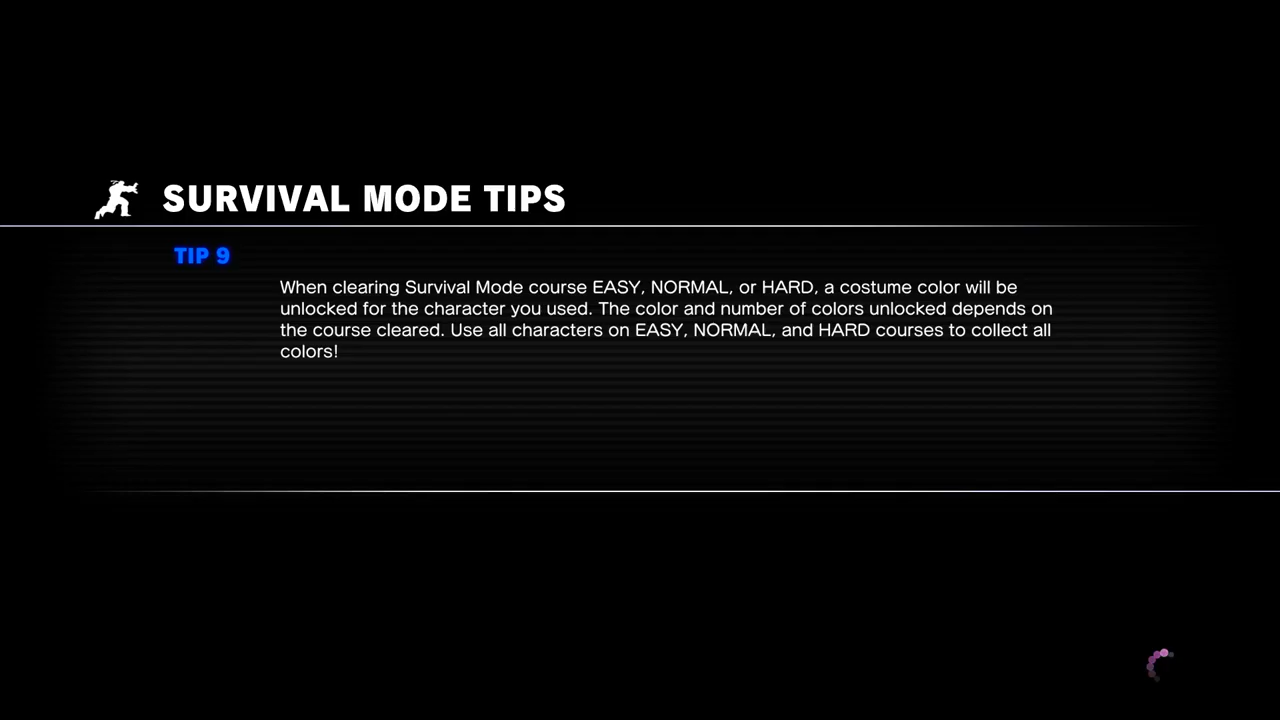 SURVIVAL MODE TIPS
TIP 9
When clearing Survival Mode course EASY, NORMAL, or HARD, a costume color will be
unlocked for the character you used. The color and number of colors unlocked depends on
the course cleared. Use all characters on EASY, NORMAL, and HARD courses to collect all
colors!